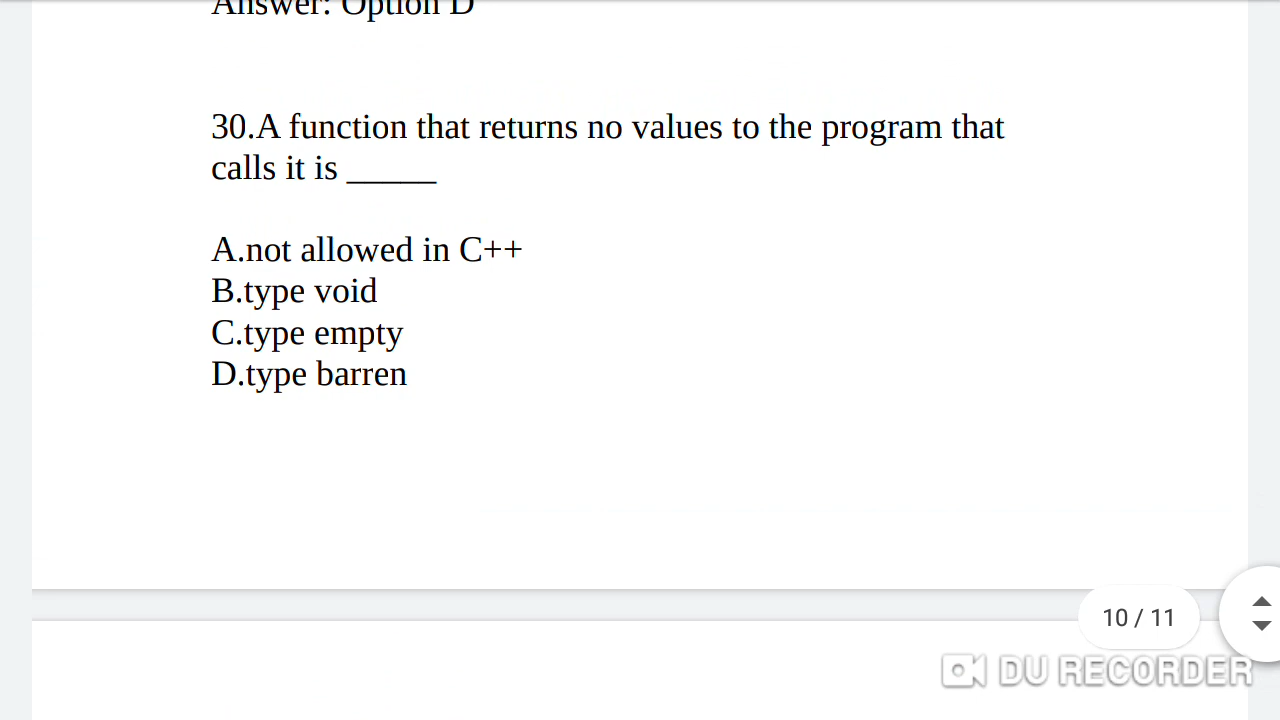 Answer: Option D
30.A function that returns no values to the program that
calls it is _____
A.not allowed in C++
B.type void
C.type empty
D.type barren
10 / 11
DU RECORDER